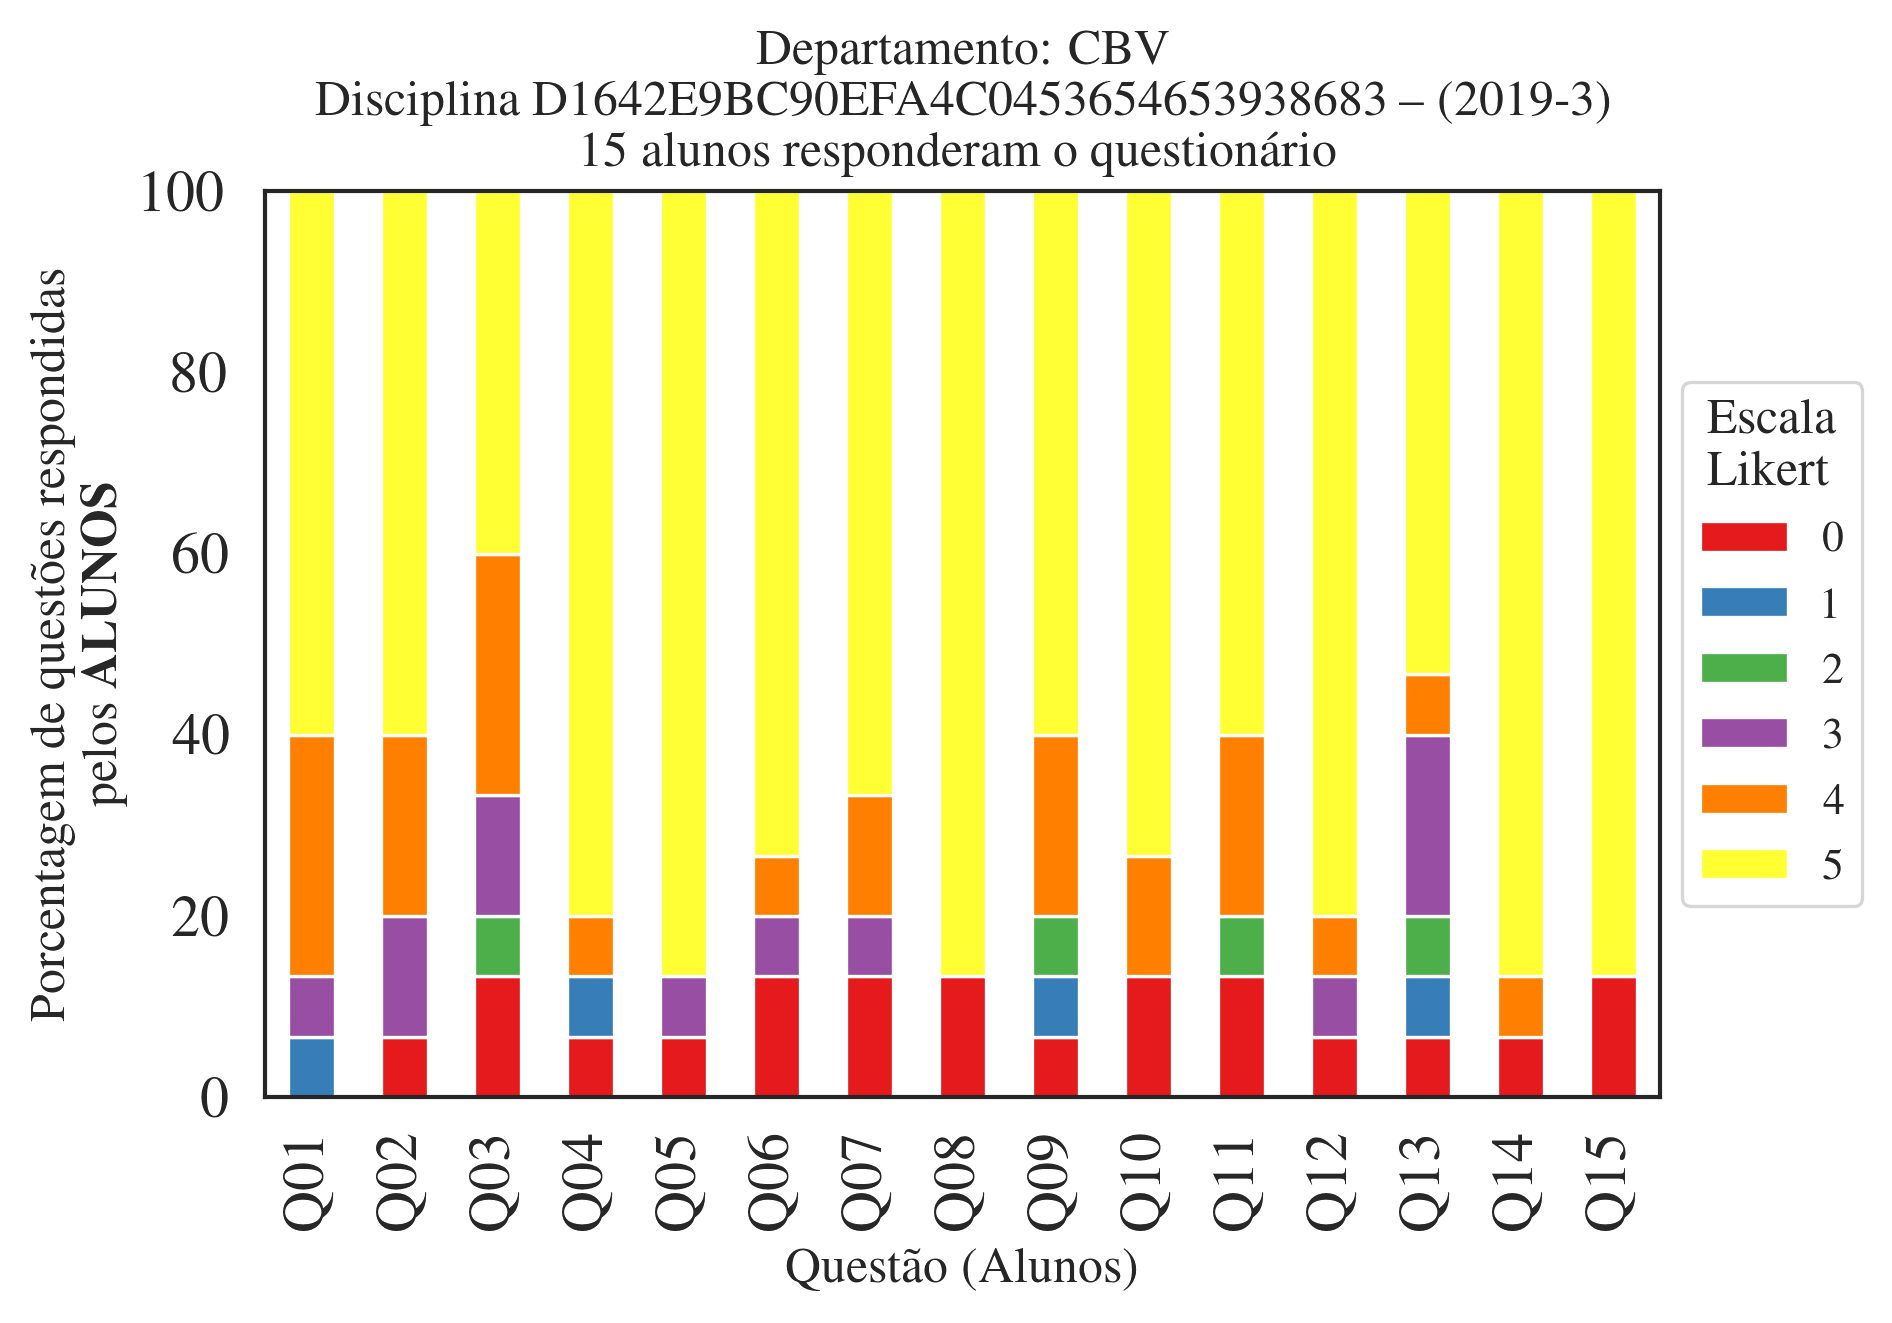 Departamento: CBV
Disciplina D1642E9BC90EFA4C0453654653938683 – (2019-3)
15 alunos responderam o questionário
Porcentagem de questões respondidas
pelos ALUNOS
100
80
60
40
20
0
Q01
Q02
Q03
Q04
Q05
Q06
Q07
Q08
Q09
Q10
Q11
Q12
Q13
Q14
Q15
Questão (Alunos)
Escala
Likert
0
1
2
3
4
5